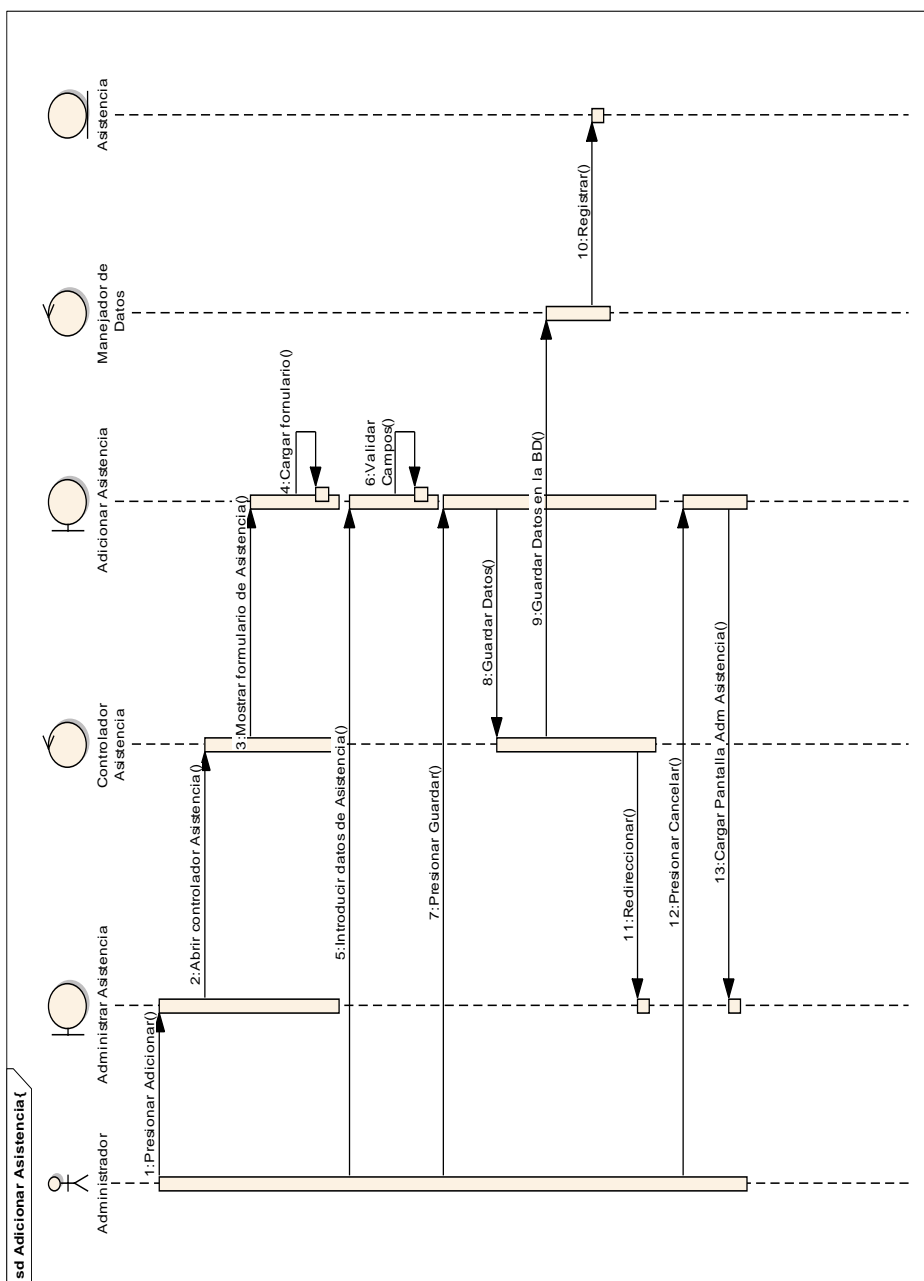 sd Adicionar Asistencia{
Administrador
Administrar Asistencia
Controlador
Asistencia
Adicionar Asistencia
Manejador de
Datos
Asistencia
1:Presionar Adicionar()
2:Abrir controlador Asistencia()
3:Mostrar formulario de Asistencia()
4:Cargar fornulario()
5:Introducir datos de Asistencia()
6:Validar
Campos()
7:Presionar Guardar()
8:Guardar Datos()
9:Guardar Datos en la BD()
10:Registrar()
11:Redireccionar()
12:Presionar Cancelar()
13:Cargar Pantalla Adm Asistencia()